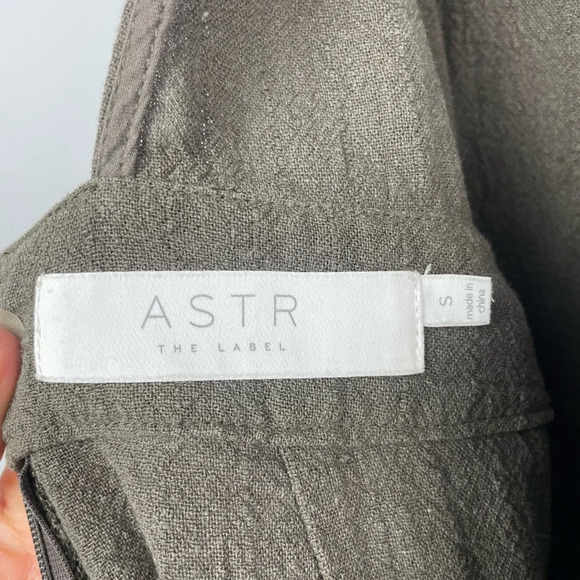 ASTR
THE LABEL
S
made in
china